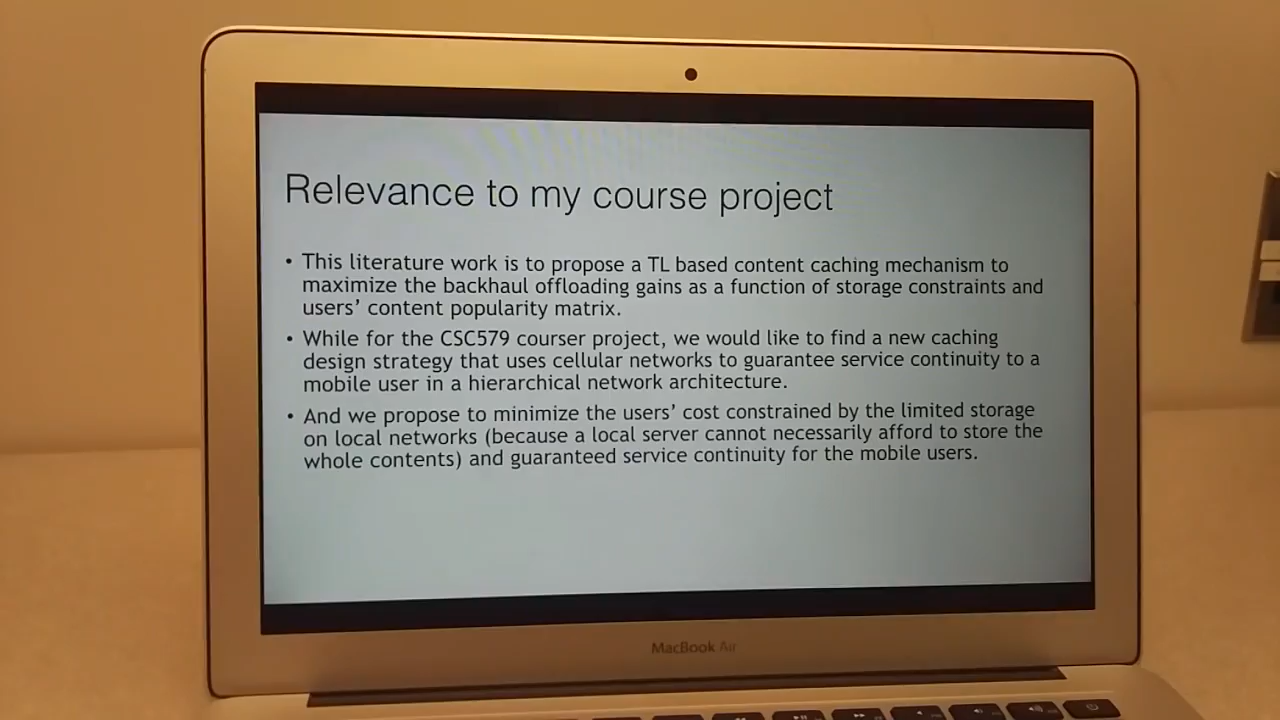 Relevance to my course project
• This literature work is to propose a TL based content caching mechanism to
maximize the backhaul offloading gains as a function of storage constraints and
users’ content popularity matrix.
• While for the CSC579 courser project, we would like to find a new caching
design strategy that uses cellular networks to guarantee service continuity to a
mobile user in a hierarchical network architecture.
• And we propose to minimize the users’ cost constrained by the limited storage
on local networks (because a local server cannot necessarily afford to store the
whole contents) and guaranteed service continuity for the mobile users.
MacBook Air